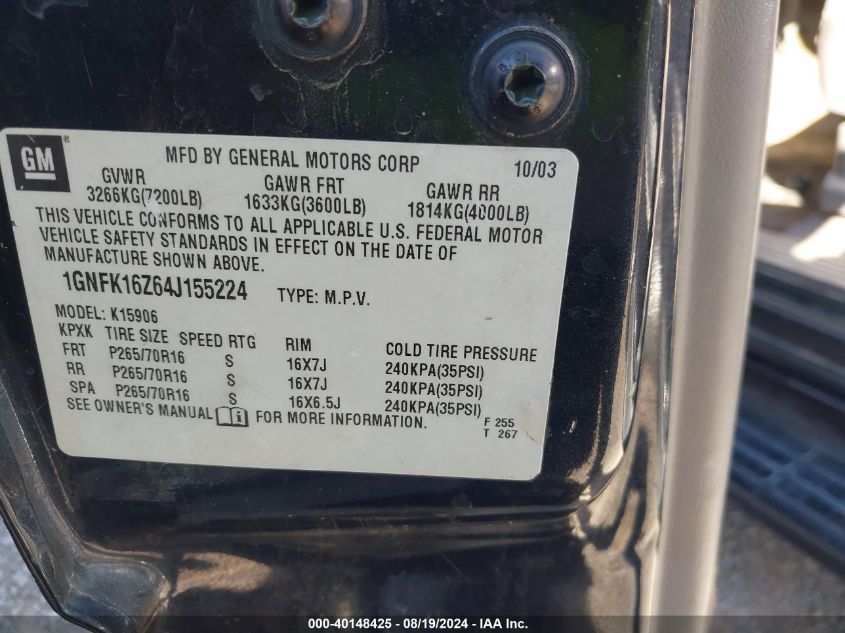 GM ®
MFD BY GENERAL MOTORS CORP 10/03
GVWR GAWR FRT GAWR RR
3266KG(7200LB) 1633KG(3600LB) 1814KG(4000LB)
THIS VEHICLE CONFORMS TO ALL APPLICABLE U.S. FEDERAL MOTOR
VEHICLE SAFETY STANDARDS IN EFFECT ON THE DATE OF
MANUFACTURE SHOWN ABOVE.
1GNFK16Z64J155224 TYPE: M.P.V.
MODEL: K15906
KPXK TIRE SIZE SPEED RTG RIM COLD TIRE PRESSURE
FRT P265/70R16 S 16X7J 240KPA(35PSI)
RR P265/70R16 S 16X7J 240KPA(35PSI)
SPA P265/70R16 S 16X6.5J 240KPA(35PSI)
SEE OWNER'S MANUAL FOR MORE INFORMATION.
F 255
T 267
000-40148425 - 08/19/2024 - IAA Inc.